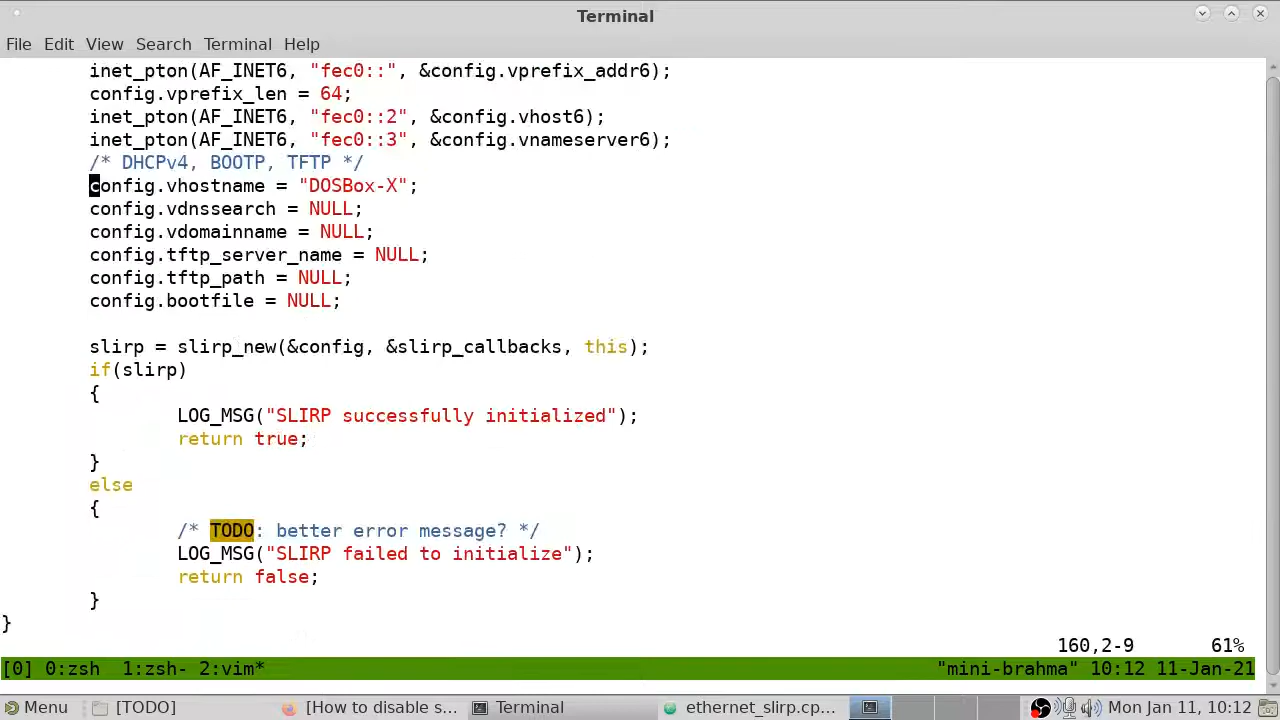 Terminal
File Edit View Search Terminal Help
inet_pton(AF_INET6, "fec0::", &config.vprefix_addr6);
config.vprefix_len = 64;
inet_pton(AF_INET6, "fec0::2", &config.vhost6);
inet_pton(AF_INET6, "fec0::3", &config.vnameserver6);
/* DHCPv4, BOOTP, TFTP */
config.vhostname = "DOSBox-X";
config.vdnssearch = NULL;
config.vdomainname = NULL;
config.tftp_server_name = NULL;
config.tftp_path = NULL;
config.bootfile = NULL;
slirp = slirp_new(&config, &slirp_callbacks, this);
if(slirp)
{
LOG_MSG("SLIRP successfully initialized");
return true;
}
else
{
/* TODO: better error message? */
LOG_MSG("SLIRP failed to initialize");
return false;
}
}
160,2-9 61%
[0] 0:zsh 1:zsh- 2:vim* "mini-brahma" 10:12 11-Jan-21
Menu [TODO] [How to disable s... Terminal ethernet_slirp.cp... Mon Jan 11, 10:12